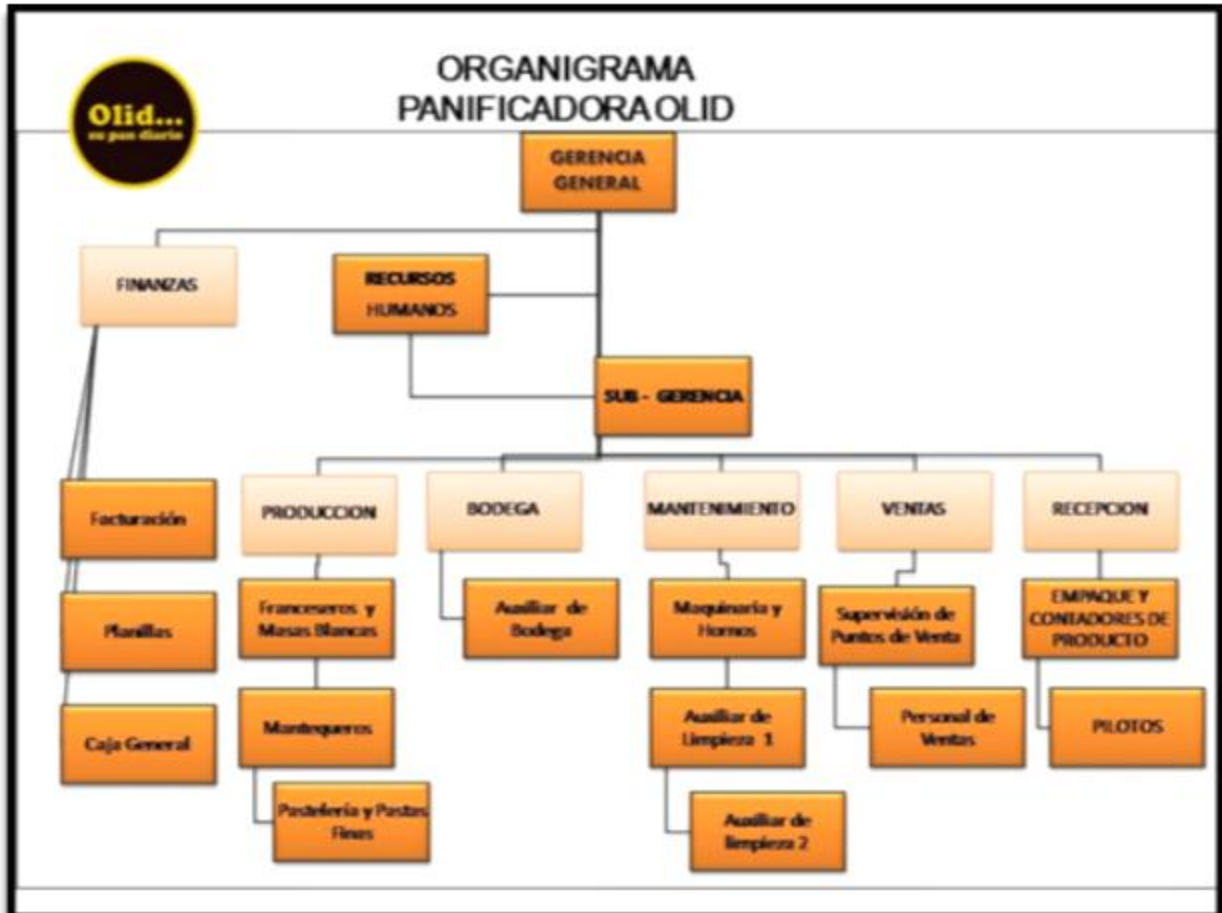 ORGANIGRAMA
PANIFICADORA OLID
Olid...
su pan diario
GERENCIA
GENERAL
FINANZAS
RECURSOS
HUMANOS
SUB - GERENCIA
PRODUCCION
BODEGA
MANTENIMIENTO
VENTAS
RECEPCION
Facturación
Planillas
Caja General
Franceseros y
Masas Blancas
Mantequeros
Pastelería y Pastas
Finas
Auxiliar de
Bodega
Maquinaria y
Hornos
Auxiliar de
Limpieza 1
Auxiliar de
limpieza 2
Supervisión de
Puntos de Venta
Personal de
Ventas
EMPAQUE Y
CONTADORES DE
PRODUCTO
PILOTOS